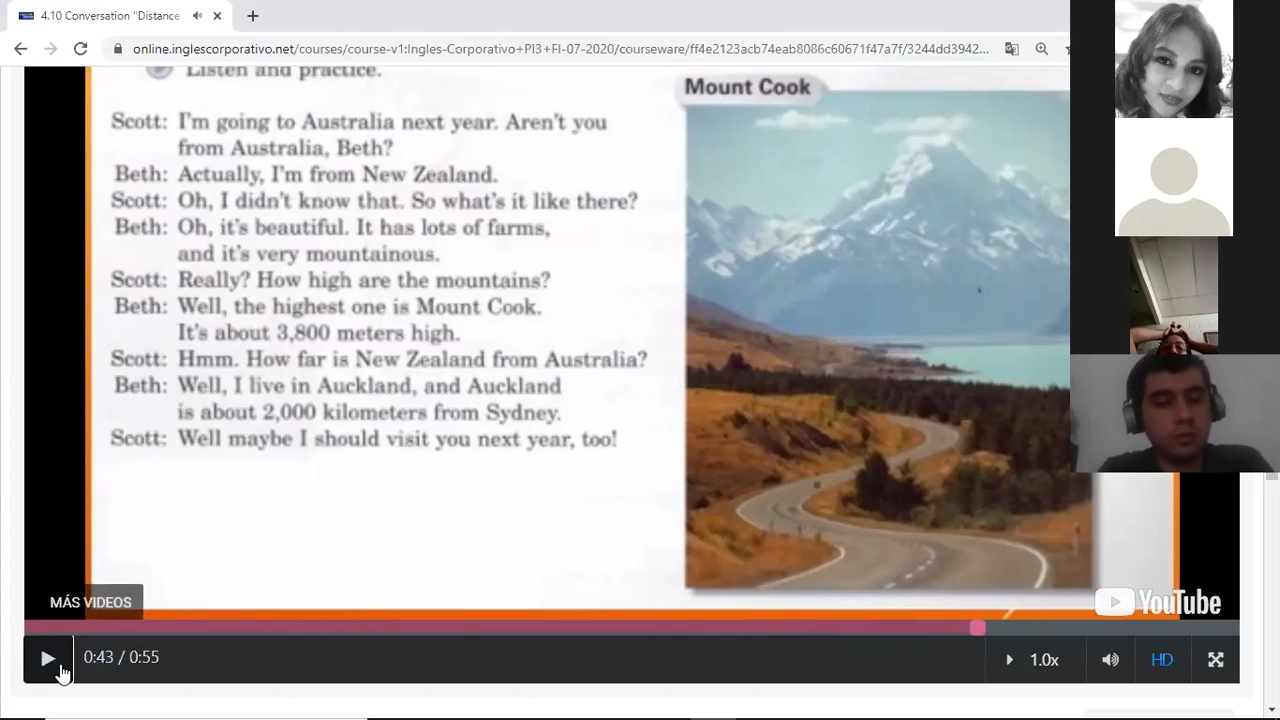 4.10 Conversation "Distance
online.inglescorporativo.net/courses/course-v1:Ingles-Corporativo+PI3+FI-07-2020/courseware/ff4e2123acb74eab8086c60671f47a7f/3244dd3942...
Listen and practice.
Mount Cook
Scott: I'm going to Australia next year. Aren't you
from Australia, Beth?
Beth: Actually, I'm from New Zealand.
Scott: Oh, I didn't know that. So what's it like there?
Beth: Oh, it's beautiful. It has lots of farms,
and it's very mountainous.
Scott: Really? How high are the mountains?
Beth: Well, the highest one is Mount Cook.
It's about 3,800 meters high.
Scott: Hmm. How far is New Zealand from Australia?
Beth: Well, I live in Auckland, and Auckland
is about 2,000 kilometers from Sydney.
Scott: Well maybe I should visit you next year, too!
MÁS VIDEOS
YouTube
0:43 / 0:55
1.0x
HD